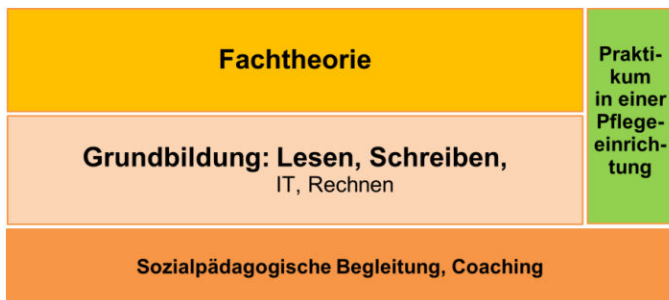 Fachtheorie
Grundbildung: Lesen, Schreiben,
IT, Rechnen
Prakti-
kum
in einer
Pflege-
einrich-
tung
Sozialpädagogische Begleitung, Coaching